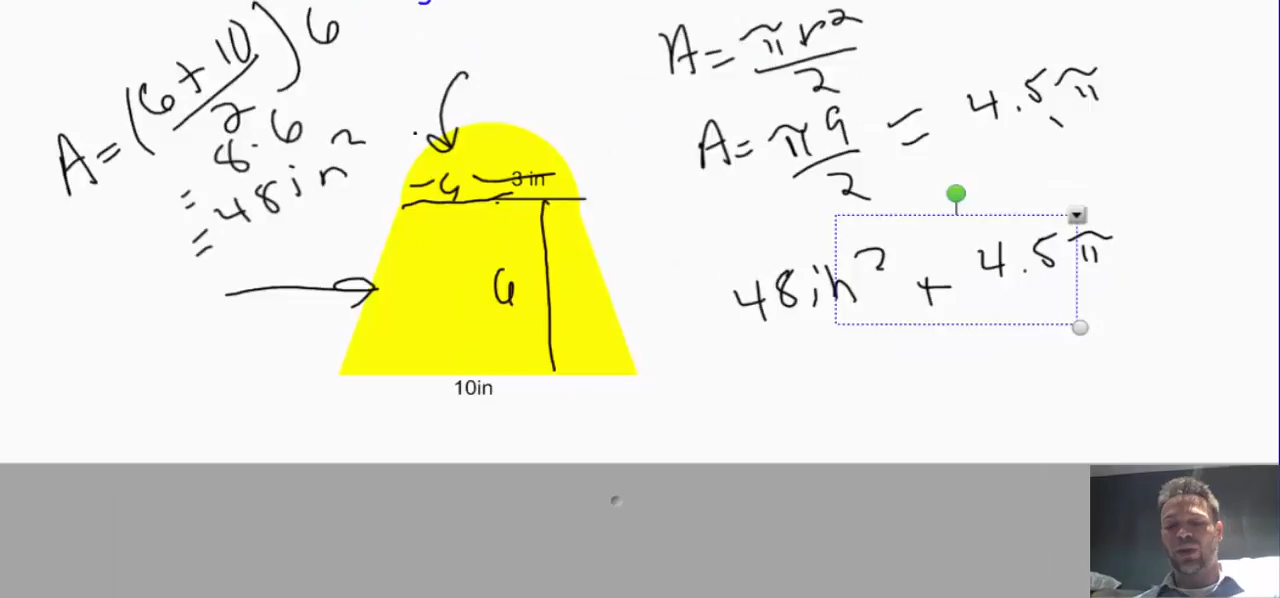 A = (6 + 10 / 2) 6
= 8 · 6
= 48 in²
A = πr² / 2
A = π9 / 2 = 4.5π
48 in² + 4.5π
6
3 in
6
10in